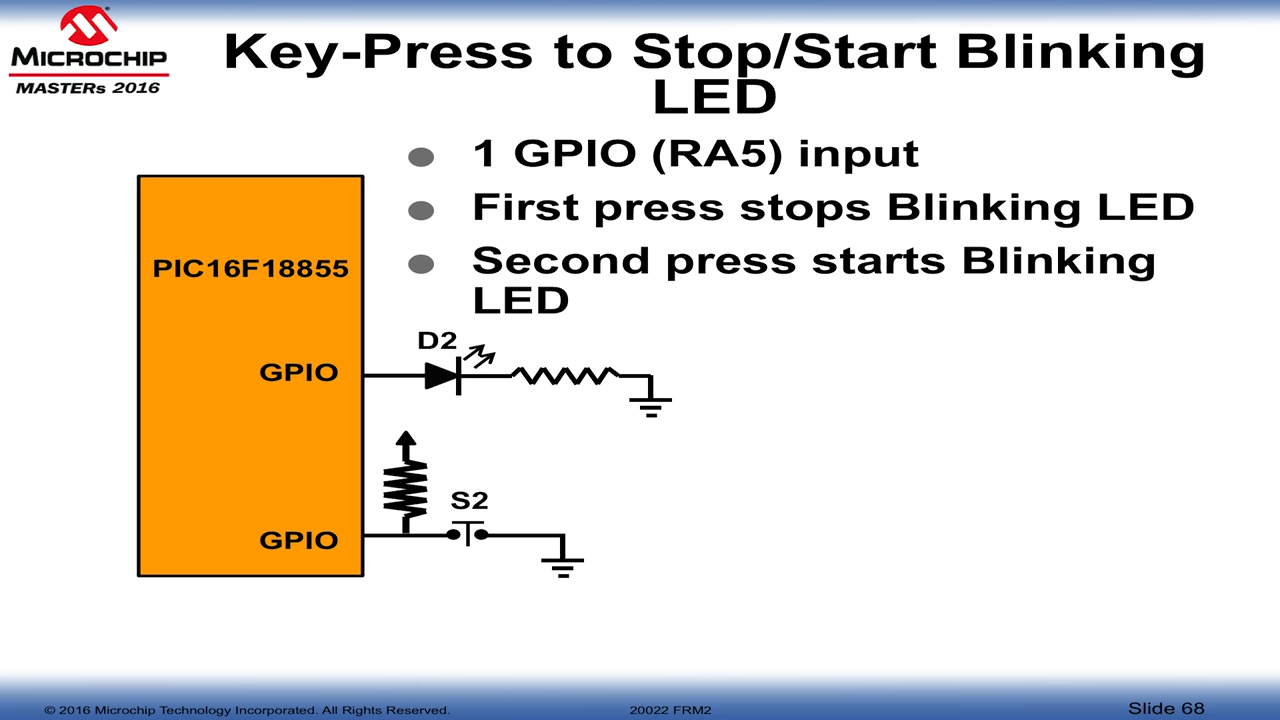 MICROCHIP
MASTERs 2016
Key-Press to Stop/Start Blinking
LED
1 GPIO (RA5) input
First press stops Blinking LED
Second press starts Blinking
LED
PIC16F18855
D2
GPIO
S2
GPIO
© 2016 Microchip Technology Incorporated. All Rights Reserved.
20022 FRM2
Slide 68